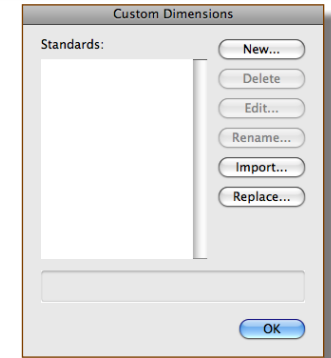 Custom Dimensions
Standards:
New...
Delete
Edit...
Rename...
Import...
Replace...
OK